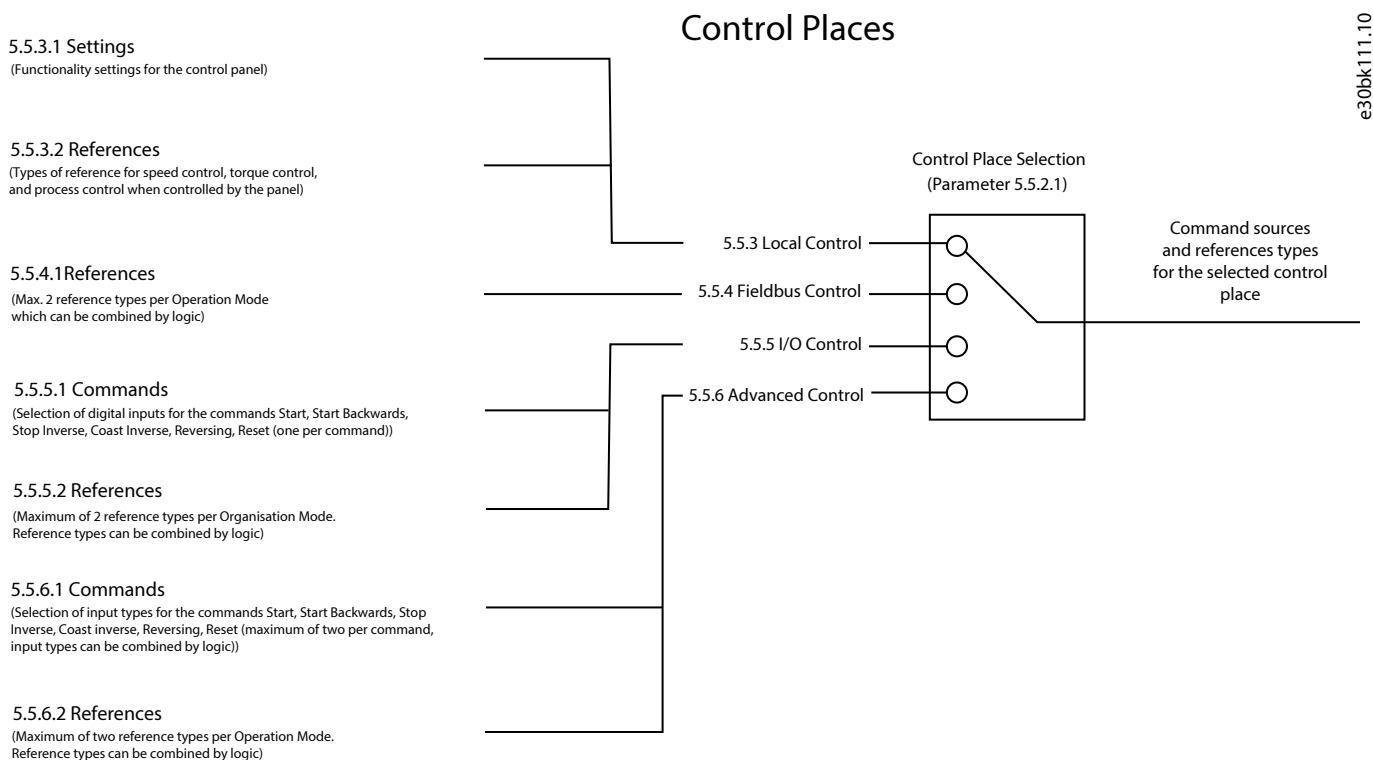 Control Places
e30bk111.10
5.5.3.1 Settings
(Functionality settings for the control panel)
5.5.3.2 References
(Types of reference for speed control, torque control,
and process control when controlled by the panel)
Control Place Selection
(Parameter 5.5.2.1)
5.5.3 Local Control
Command sources
and references types
for the selected control
place
5.5.4.1References
(Max. 2 reference types per Operation Mode
which can be combined by logic)
5.5.4 Fieldbus Control
5.5.5 I/O Control
5.5.6 Advanced Control
5.5.5.1 Commands
(Selection of digital inputs for the commands Start, Start Backwards,
Stop Inverse, Coast Inverse, Reversing, Reset (one per command))
5.5.5.2 References
(Maximum of 2 reference types per Organisation Mode.
Reference types can be combined by logic)
5.5.6.1 Commands
(Selection of input types for the commands Start, Start Backwards, Stop
Inverse, Coast inverse, Reversing, Reset (maximum of two per command,
input types can be combined by logic))
5.5.6.2 References
(Maximum of two reference types per Operation Mode.
Reference types can be combined by logic)